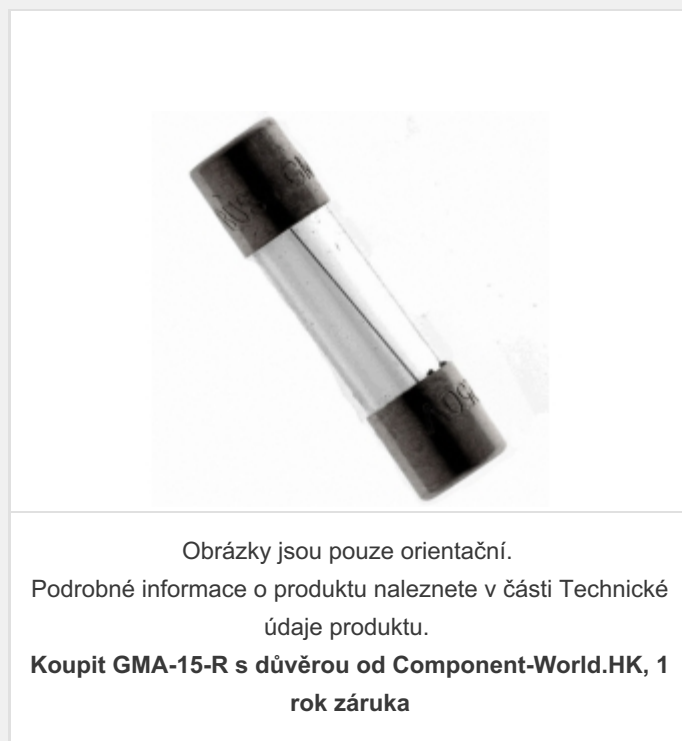 Obrázky jsou pouze orientační.
Podrobné informace o produktu naleznete v části Technické
údaje produktu.
Koupit GMA-15-R s důvěrou od Component-World.HK, 1
rok záruka